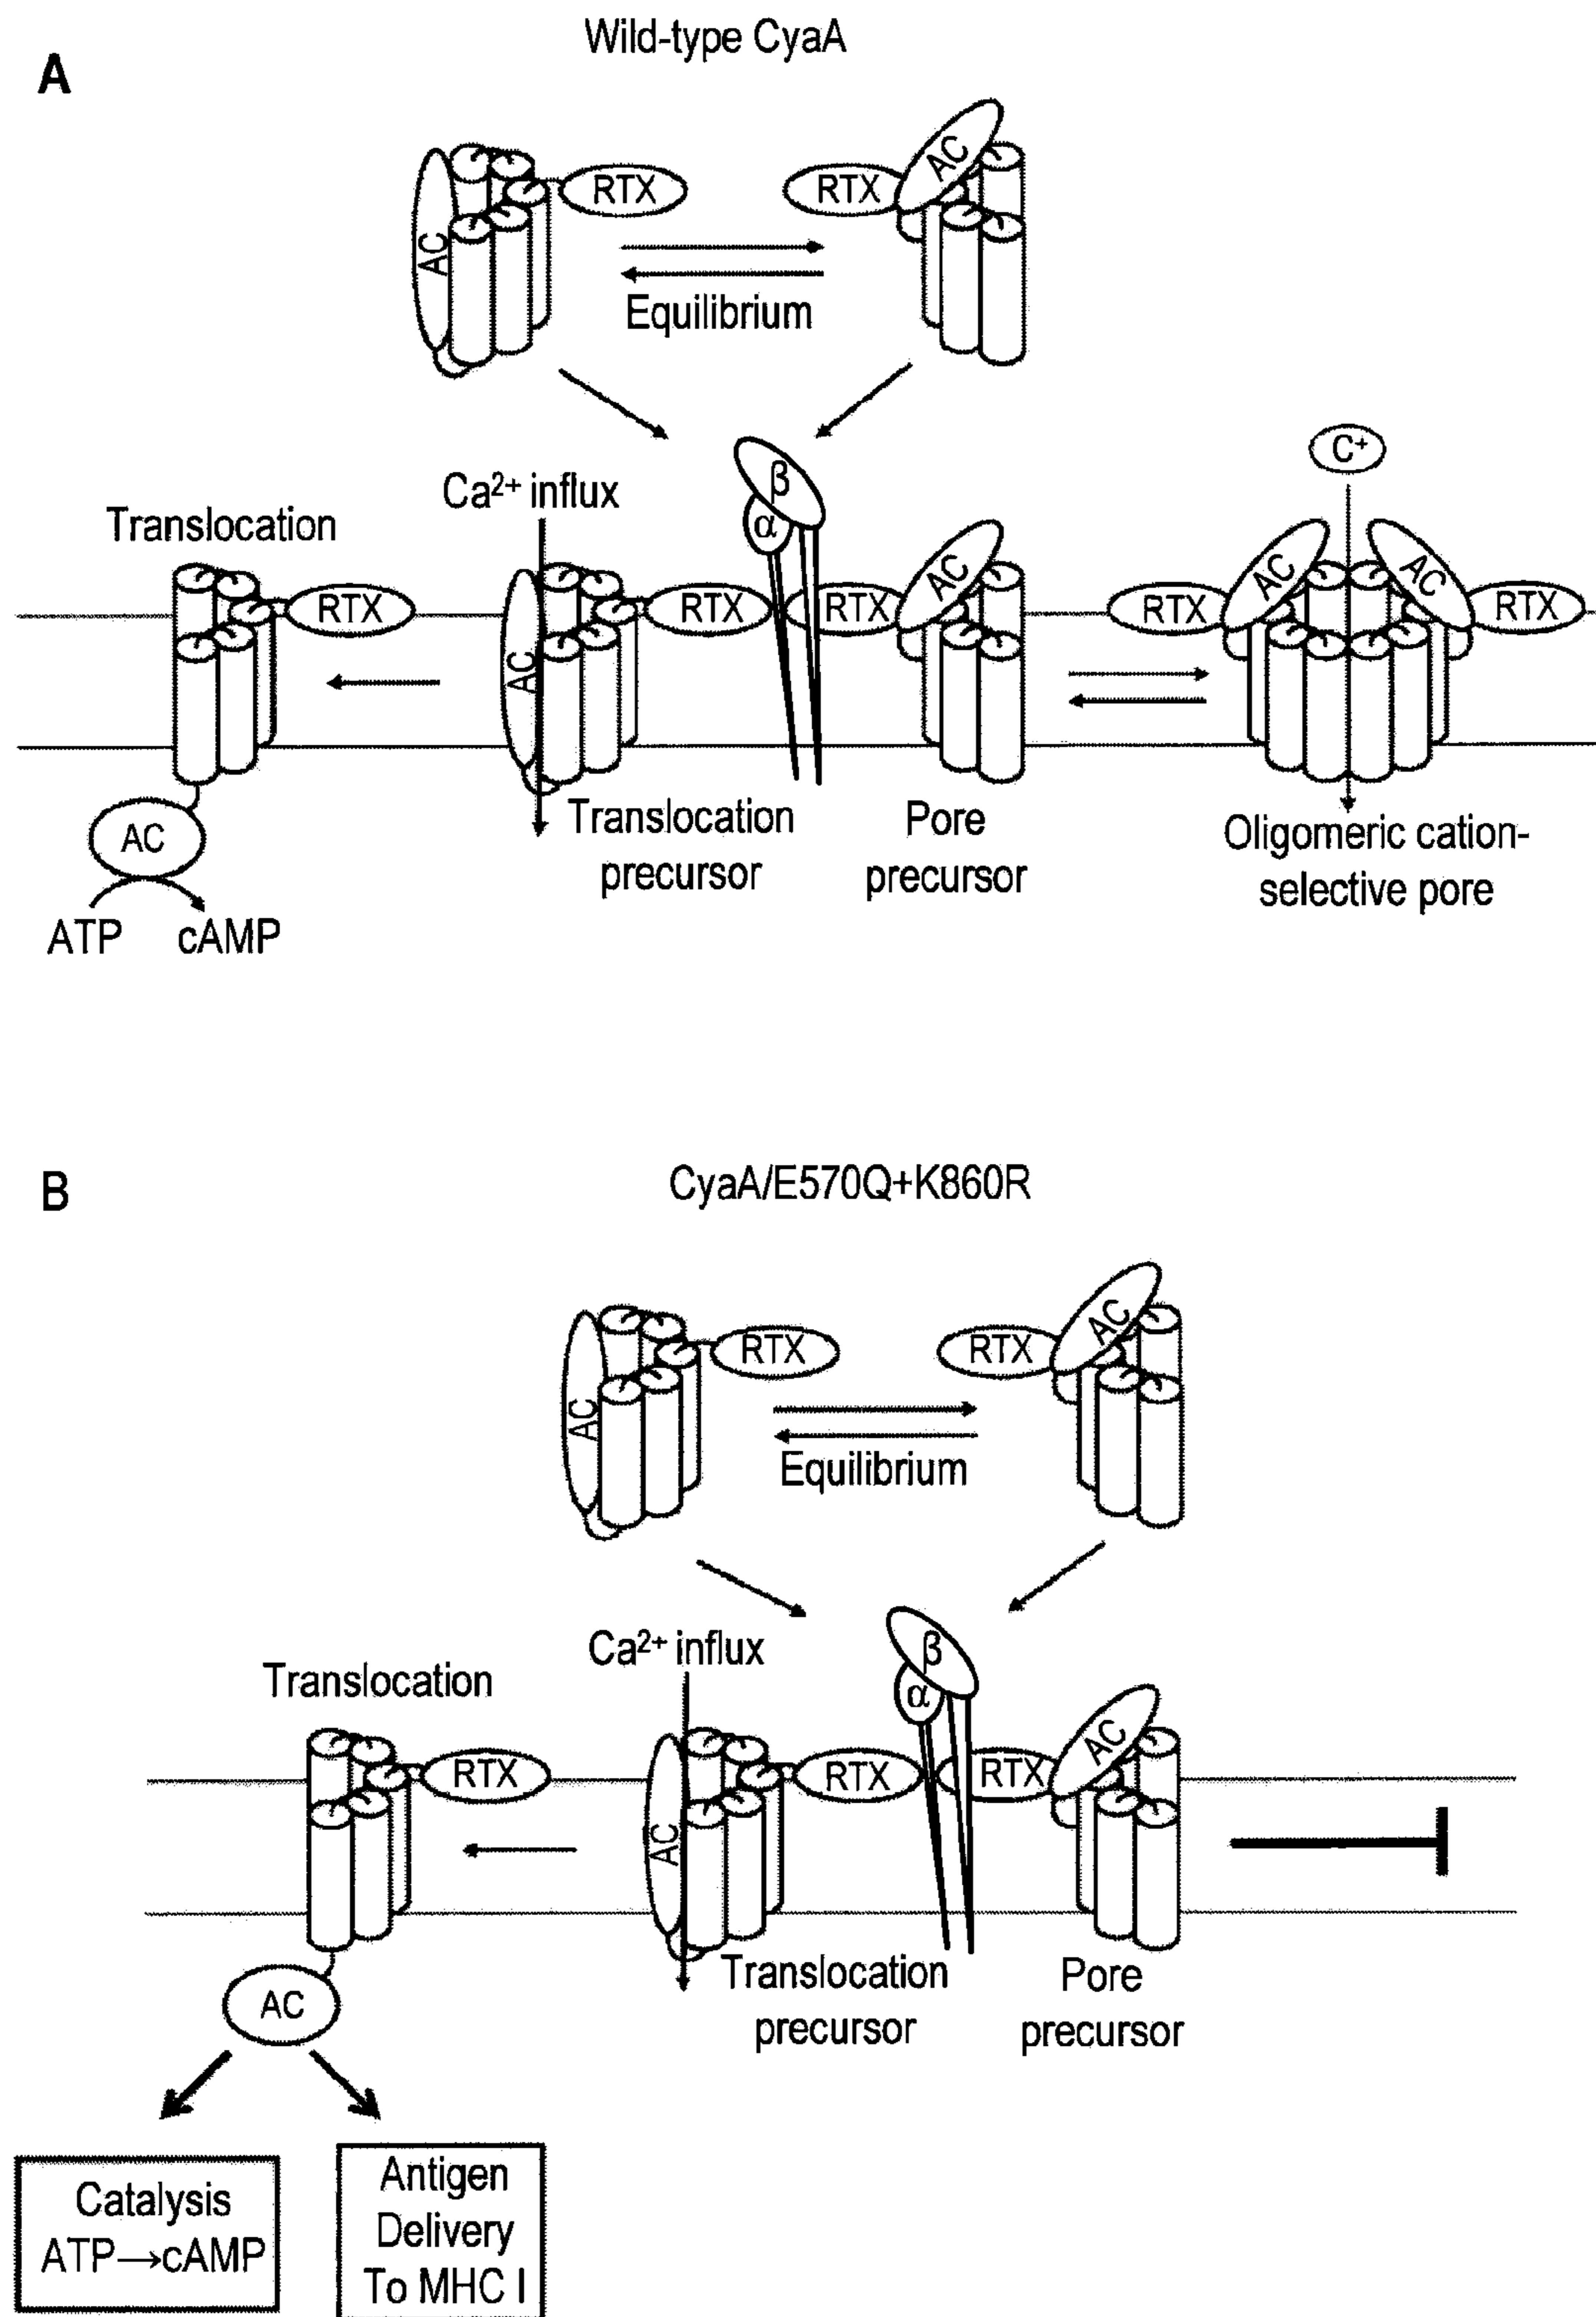 A
Wild-type CyaA
AC
RTX
RTX
AC
Equilibrium
C+
β
α
Ca2+ influx
Translocation
RTX
AC
RTX
RTX
AC
RTX
AC
AC
RTX
AC
ATP cAMP
Translocation
precursor
Pore
precursor
Oligomeric cation-
selective pore
B
CyaA/E570Q+K860R
AC
RTX
RTX
AC
Equilibrium
β
α
Ca2+ influx
Translocation
RTX
AC
RTX
RTX
AC
Translocation
precursor
Pore
precursor
AC
Catalysis
ATP→cAMP
Antigen
Delivery
To MHC I